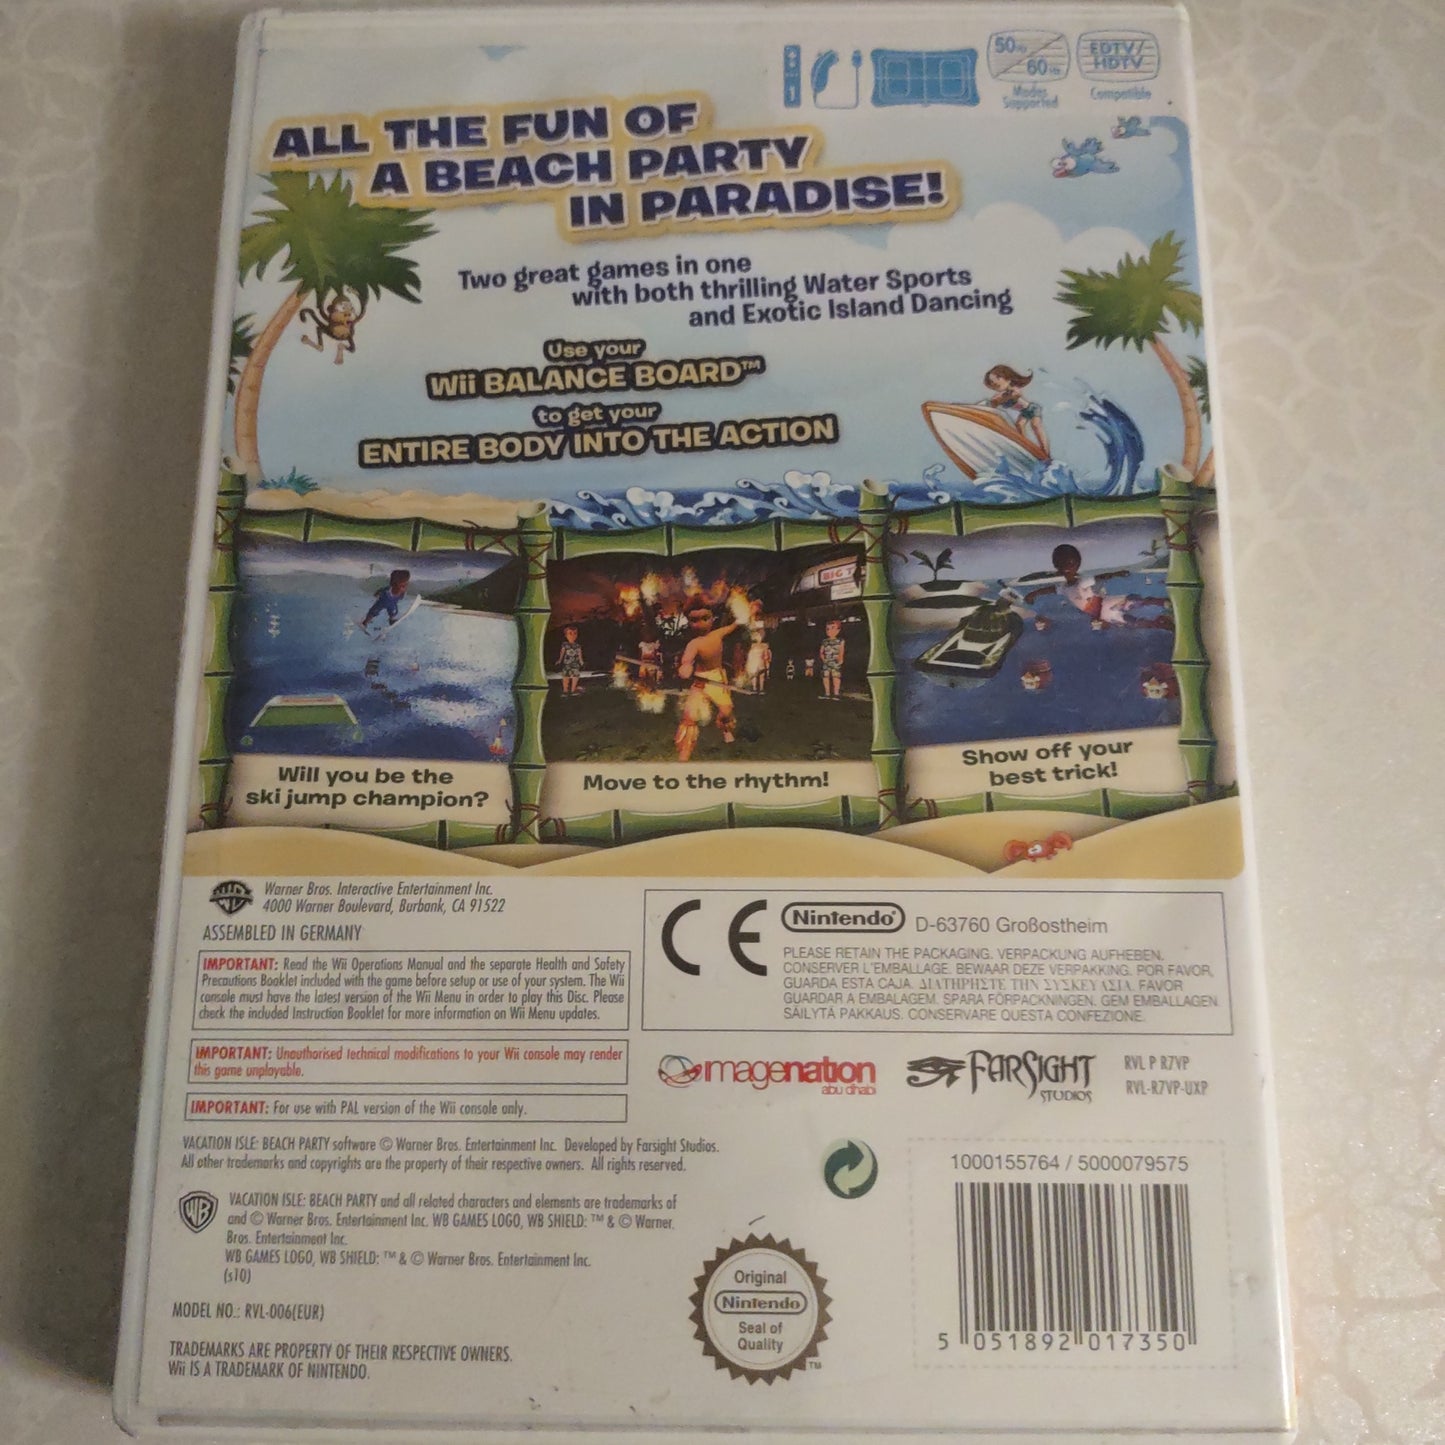 50Hz
60Hz
Modes
Supported
EDTV/
HDTV
Compatible
1
ALL THE FUN OF
A BEACH PARTY
IN PARADISE!
Two great games in one
with both thrilling Water Sports
and Exotic Island Dancing
Use your
Wii BALANCE BOARD™
to get your
ENTIRE BODY INTO THE ACTION
BIG T
Will you be the
ski jump champion?
Move to the rhythm!
Show off your
best trick!
Warner Bros. Interactive Entertainment Inc.
4000 Warner Boulevard, Burbank, CA 91522
ASSEMBLED IN GERMANY
IMPORTANT: Read the Wii Operations Manual and the separate Health and Safety
Precautions Booklet included with the game before setup or use of your system. The Wii
console must have the latest version of the Wii Menu in order to play this Disc. Please
check the included Instruction Booklet for more information on Wii Menu updates.
IMPORTANT: Unauthorised technical modifications to your Wii console may render
this game unplayable.
IMPORTANT: For use with PAL version of the Wii console only.
CE
Nintendo® D-63760 Großostheim
PLEASE RETAIN THE PACKAGING. VERPACKUNG AUFHEBEN.
CONSERVER L'EMBALLAGE. BEWAAR DEZE VERPAKKING. POR FAVOR,
GUARDA ESTA CAJA. ΔΙΑΤΗΡΗΣΤΕ ΤΗΝ ΣΥΣΚΕΥΑΣΙΑ. FAVOR
GUARDAR A EMBALAGEM. SPARA FÖRPACKNINGEN. GEM EMBALLAGEN.
SÄILYTÄ PAKKAUS. CONSERVARE QUESTA CONFEZIONE.
imagenation
abu dhabi
FARSIGHT
STUDIOS
RVL P R7VP
RVL-R7VP-UXP
VACATION ISLE: BEACH PARTY software © Warner Bros. Entertainment Inc. Developed by Farsight Studios.
All other trademarks and copyrights are the property of their respective owners. All rights reserved.
VACATION ISLE: BEACH PARTY and all related characters and elements are trademarks of
and © Warner Bros. Entertainment Inc. WB GAMES LOGO, WB SHIELD: ™ & © Warner
Bros. Entertainment Inc.
WB GAMES LOGO, WB SHIELD: ™ & © Warner Bros. Entertainment Inc.
(s10)
MODEL NO.: RVL-006(EUR)
TRADEMARKS ARE PROPERTY OF THEIR RESPECTIVE OWNERS.
Wii IS A TRADEMARK OF NINTENDO.
Original
Nintendo
Seal of
Quality
TM
1000155764 / 5000079575
5 051892 017350